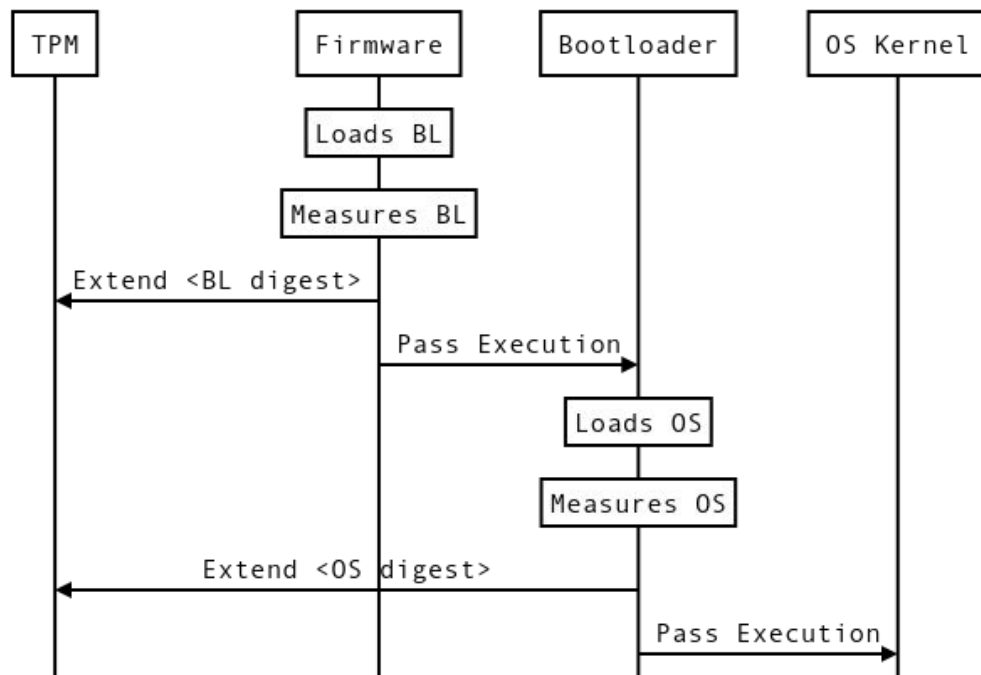 TPM
Firmware
Bootloader
OS Kernel
Loads BL
Measures BL
Extend <BL digest>
Pass Execution
Loads OS
Measures OS
Extend <OS digest>
Pass Execution